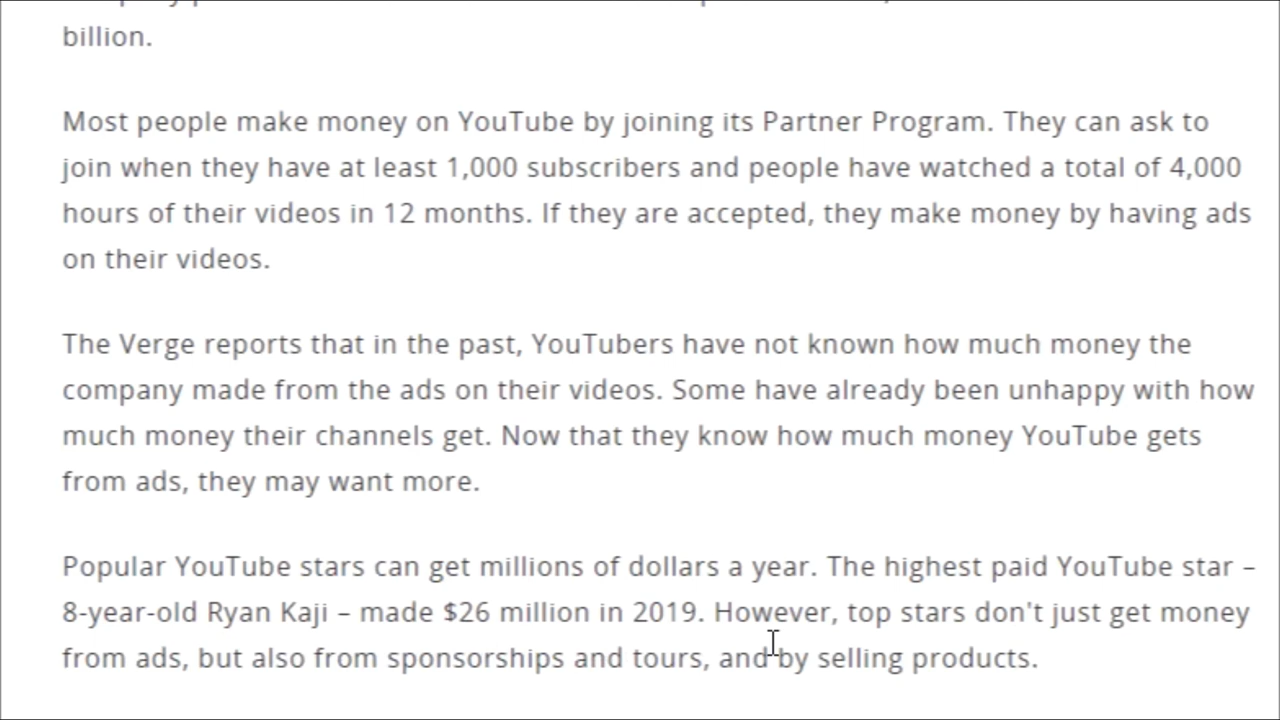 billion.
Most people make money on YouTube by joining its Partner Program. They can ask to
join when they have at least 1,000 subscribers and people have watched a total of 4,000
hours of their videos in 12 months. If they are accepted, they make money by having ads
on their videos.
The Verge reports that in the past, YouTubers have not known how much money the
company made from the ads on their videos. Some have already been unhappy with how
much money their channels get. Now that they know how much money YouTube gets
from ads, they may want more.
Popular YouTube stars can get millions of dollars a year. The highest paid YouTube star –
8-year-old Ryan Kaji – made $26 million in 2019. However, top stars don't just get money
from ads, but also from sponsorships and tours, and by selling products.